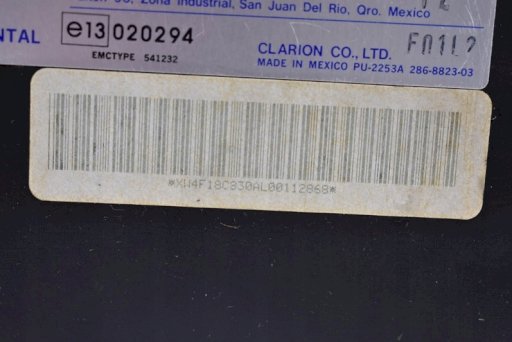 Zona Industrial, San Juan Del Rio, Qro. Mexico
NTAL e13 020294
EMCTYPE 541232
CLARION CO., LTD.
MADE IN MEXICO PU-2253A 286-8823-03
*XW4F18C830AL00112868*